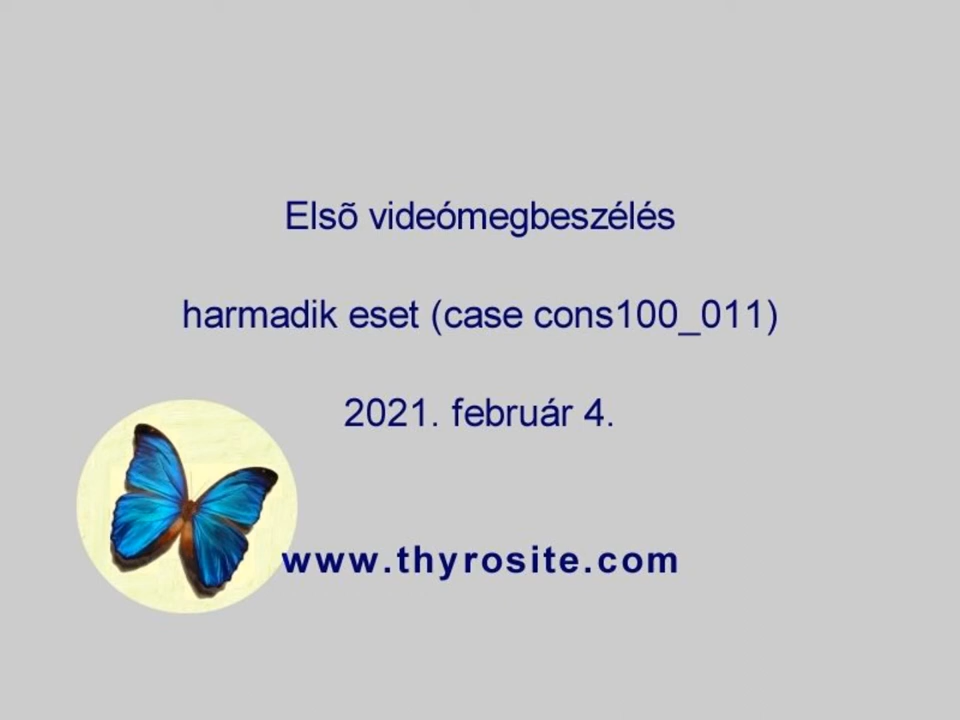 Elsõ videómegbeszélés
harmadik eset (case cons100_011)
2021. február 4.
www.thyrosite.com